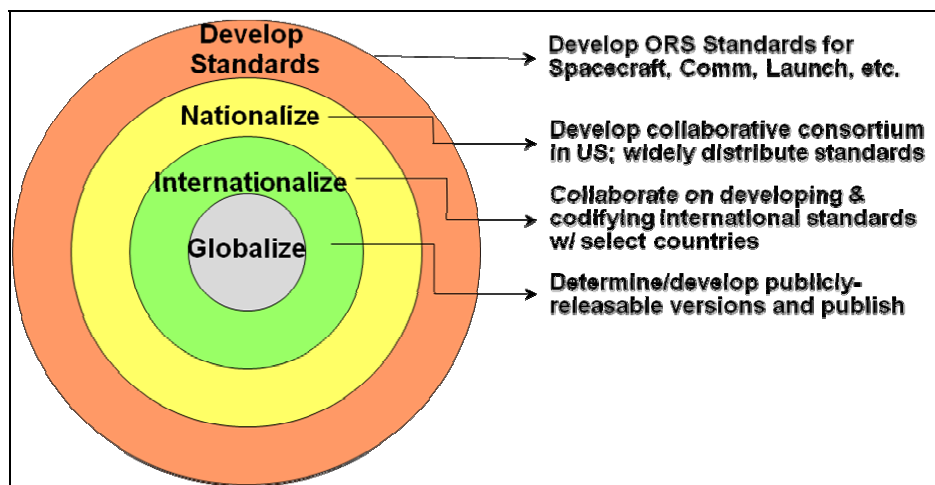 Develop
Standards
Nationalize
Internationalize
Globalize
Develop ORS Standards for
Spacecraft, Comm, Launch, etc.
Develop collaborative consortium
in US; widely distribute standards
Collaborate on developing &
codifying international standards
w/ select countries
Determine/develop publicly-
releasable versions and publish